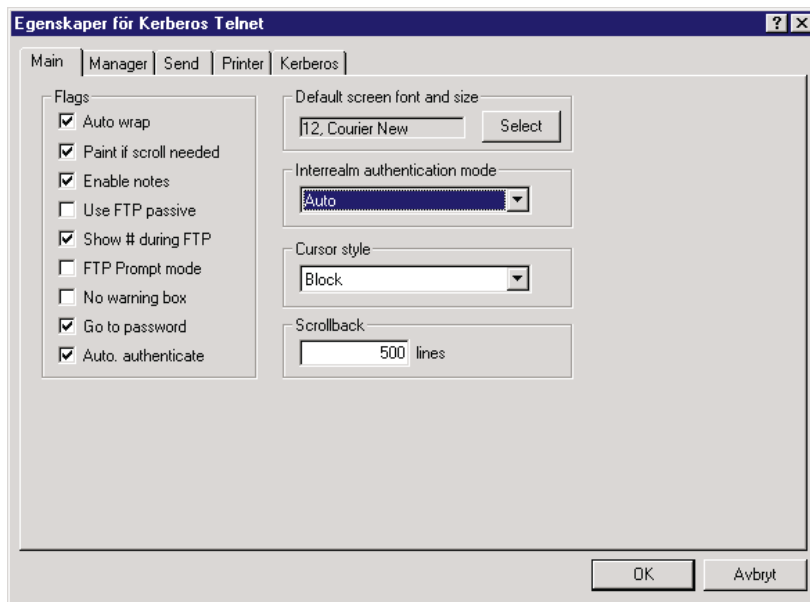 Egenskaper för Kerberos Telnet
Main Manager Send Printer Kerberos
Flags
Auto wrap
Paint if scroll needed
Enable notes
Use FTP passive
Show # during FTP
FTP Prompt mode
No warning box
Go to password
Auto. authenticate
Default screen font and size
12, Courier New Select
Interrealm authentication mode
Auto
Cursor style
Block
Scrollback
500 lines
OK Avbryt